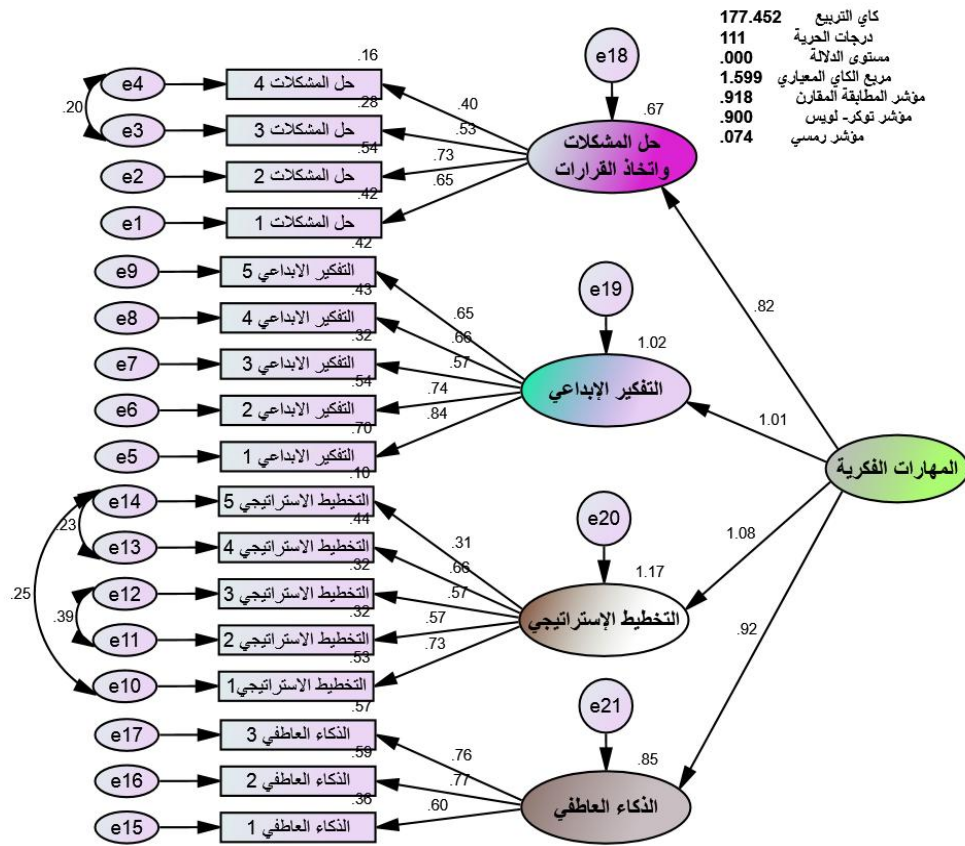 كاي التربيع 177.452
درجات الحرية 111
مستوى الدلالة .000
مربع الكاي المعياري 1.599
مؤشر المطابقة المقارن .918
مؤشر توكر- لويس .900
مؤشر رمسي .074
e18
.67
حل المشكلات
واتخاذ القرارات
.16
e4
حل المشكلات 4
.40
.20
.28
e3
حل المشكلات 3
.53
.54
e2
حل المشكلات 2
.73
.42
e1
حل المشكلات 1
.65
.82
e19
1.02
التفكير الإبداعي
.42
e9
التفكير الابداعي 5
.65
.43
e8
التفكير الابداعي 4
.66
.32
e7
التفكير الابداعي 3
.57
.54
e6
التفكير الابداعي 2
.74
.70
e5
التفكير الابداعي 1
.84
1.01
المهارات الفكرية
e20
1.17
التخطيط الإستراتيجي
.10
e14
التخطيط الاستراتيجي 5
.31
.23
.44
e13
التخطيط الاستراتيجي 4
.66
.25
.32
e12
التخطيط الاستراتيجي 3
.57
.39
.32
e11
التخطيط الاستراتيجي 2
.57
.53
e10
التخطيط الاستراتيجي1
.73
1.08
e21
.85
الذكاء العاطفي
.57
e17
الذكاء العاطفي 3
.76
.59
e16
الذكاء العاطفي 2
.77
.36
e15
الذكاء العاطفي 1
.60
.92